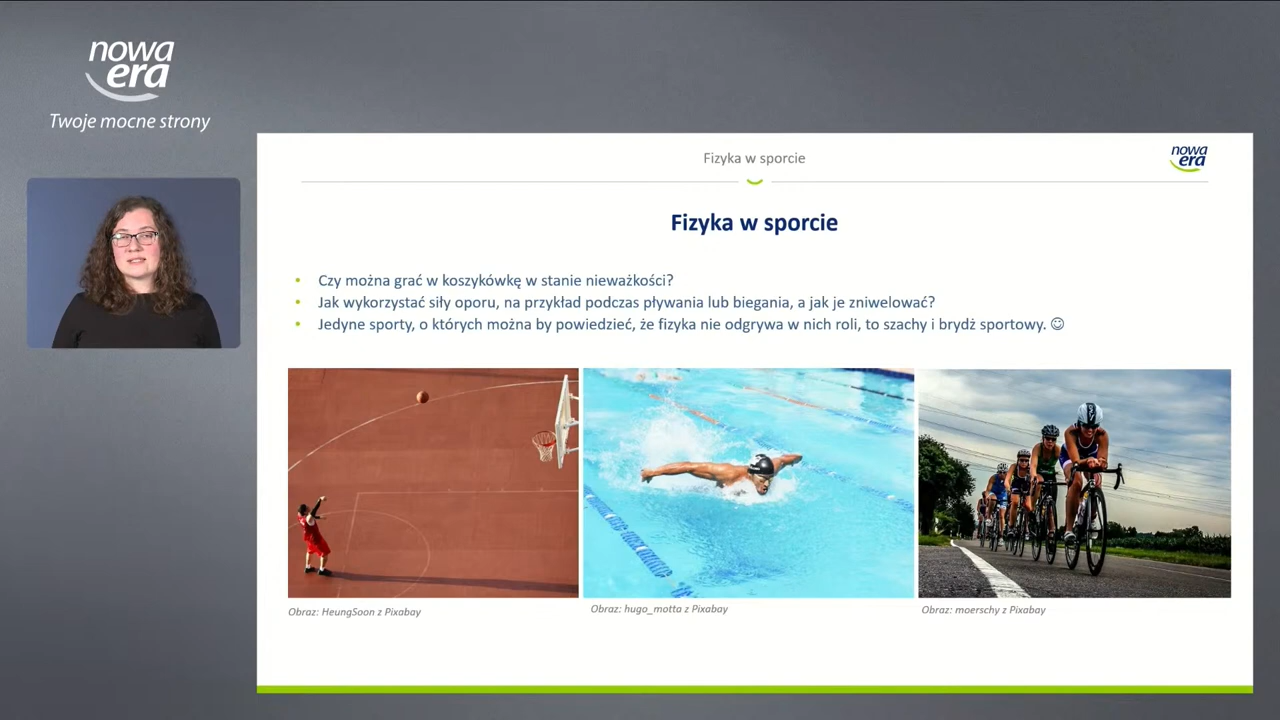 nowa
era
Twoje mocne strony
Fizyka w sporcie
nowa
era
Fizyka w sporcie
• Czy można grać w koszykówkę w stanie nieważkości?
• Jak wykorzystać siły oporu, na przykład podczas pływania lub biegania, a jak je zniwelować?
• Jedyne sporty, o których można by powiedzieć, że fizyka nie odgrywa w nich roli, to szachy i brydż sportowy. ☺
Obraz: HeungSoon z Pixabay
Obraz: hugo_motta z Pixabay
Obraz: moerschy z Pixabay